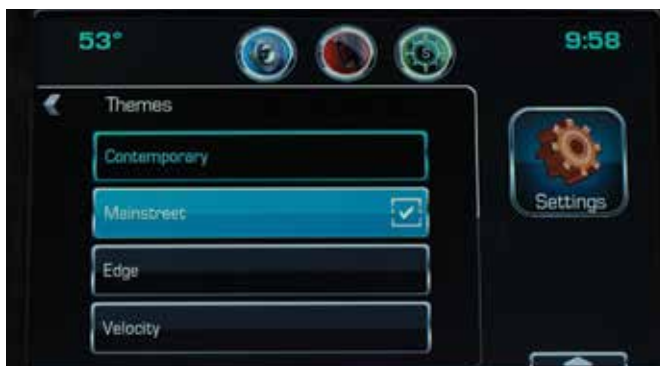 53°
9:58
Themes
Contemporary
Mainstreet
Settings
Edge
Velocity